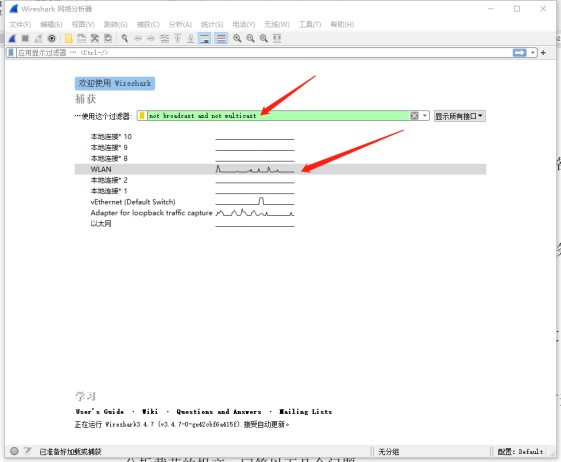 Wireshark 网络分析器
文件(F) 编辑(E) 视图(V) 跳转(G) 捕获(C) 分析(A) 统计(S) 电话(Y) 无线(W) 工具(T) 帮助(H)
应用显示过滤器 … <Ctrl-/>
欢迎使用 Wireshark
捕获
…使用这个过滤器: not broadcast and not multicast 显示所有接口
本地连接* 10
本地连接* 9
本地连接* 8
WLAN
本地连接* 2
本地连接* 1
vEthernet (Default Switch)
Adapter for loopback traffic capture
以太网
学习
User's Guide · Wiki · Questions and Answers · Mailing Lists
正在运行 Wireshark3.4.7 (v3.4.7-0-ge42cbf6a415f).接受自动更新。
已准备好加载或捕获 无分组 配置: Default